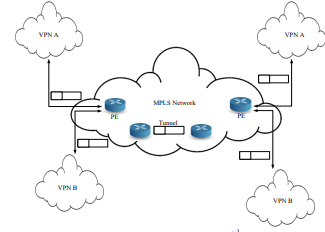 VPN A
VPN A
MPLS Network
PE
Tunnel
PE
VPN B
VPN B